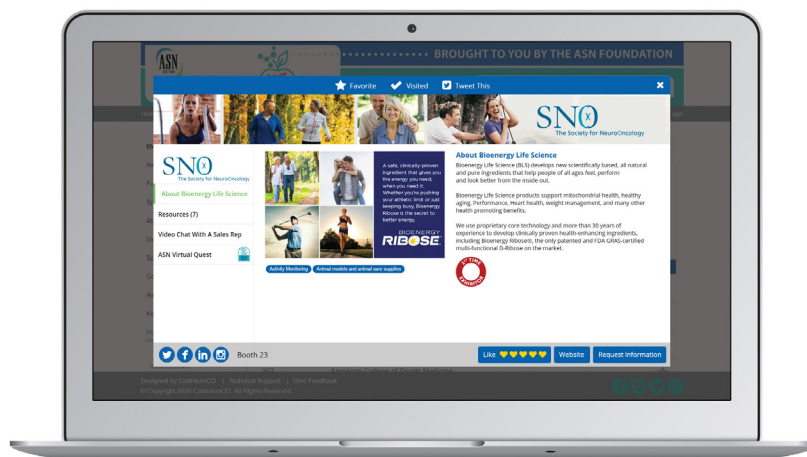 ASN
BROUGHT TO YOU BY THE ASN FOUNDATION
Favorite Visited Tweet This
SNO
The Society for NeuroOncology
SNO
The Society for NeuroOncology
About Bioenergy Life Science
Resources (7)
Video Chat With A Sales Rep
ASN Virtual Quest
A safe, clinically-proven
ingredient that gives you
the energy you need,
when you need it.
Whether you're pushing
your athletic limit or just
keeping busy, Bioenergy
Ribose is the secret to
better energy.
BIOENERGY
RIBOSE
Activity Monitoring Animal models and animal care supplies
About Bioenergy Life Science
Bioenergy Life Science (BLS) develops new scientifically based, all natural
and pure ingredients that help people of all ages feel, perform
and look better from the inside out.
Bioenergy Life Science products support mitochondrial health, healthy
aging, Performance, Heart health, weight management, and many other
health promoting benefits.
We use proprietary core technology and more than 30 years of
experience to develop clinically proven health-enhancing ingredients,
including Bioenergy Ribose®, the only patented and FDA GRAS-certified
multi-functional D-Ribose on the market.
1ST TIME
EXHIBITOR
Booth 23
Like Website Request Information
American College of Sports Medicine
Designed by CadmiumCD | Technical Support | Give Feedback
© Copyright 2020 CadmiumCD. All Rights Reserved.